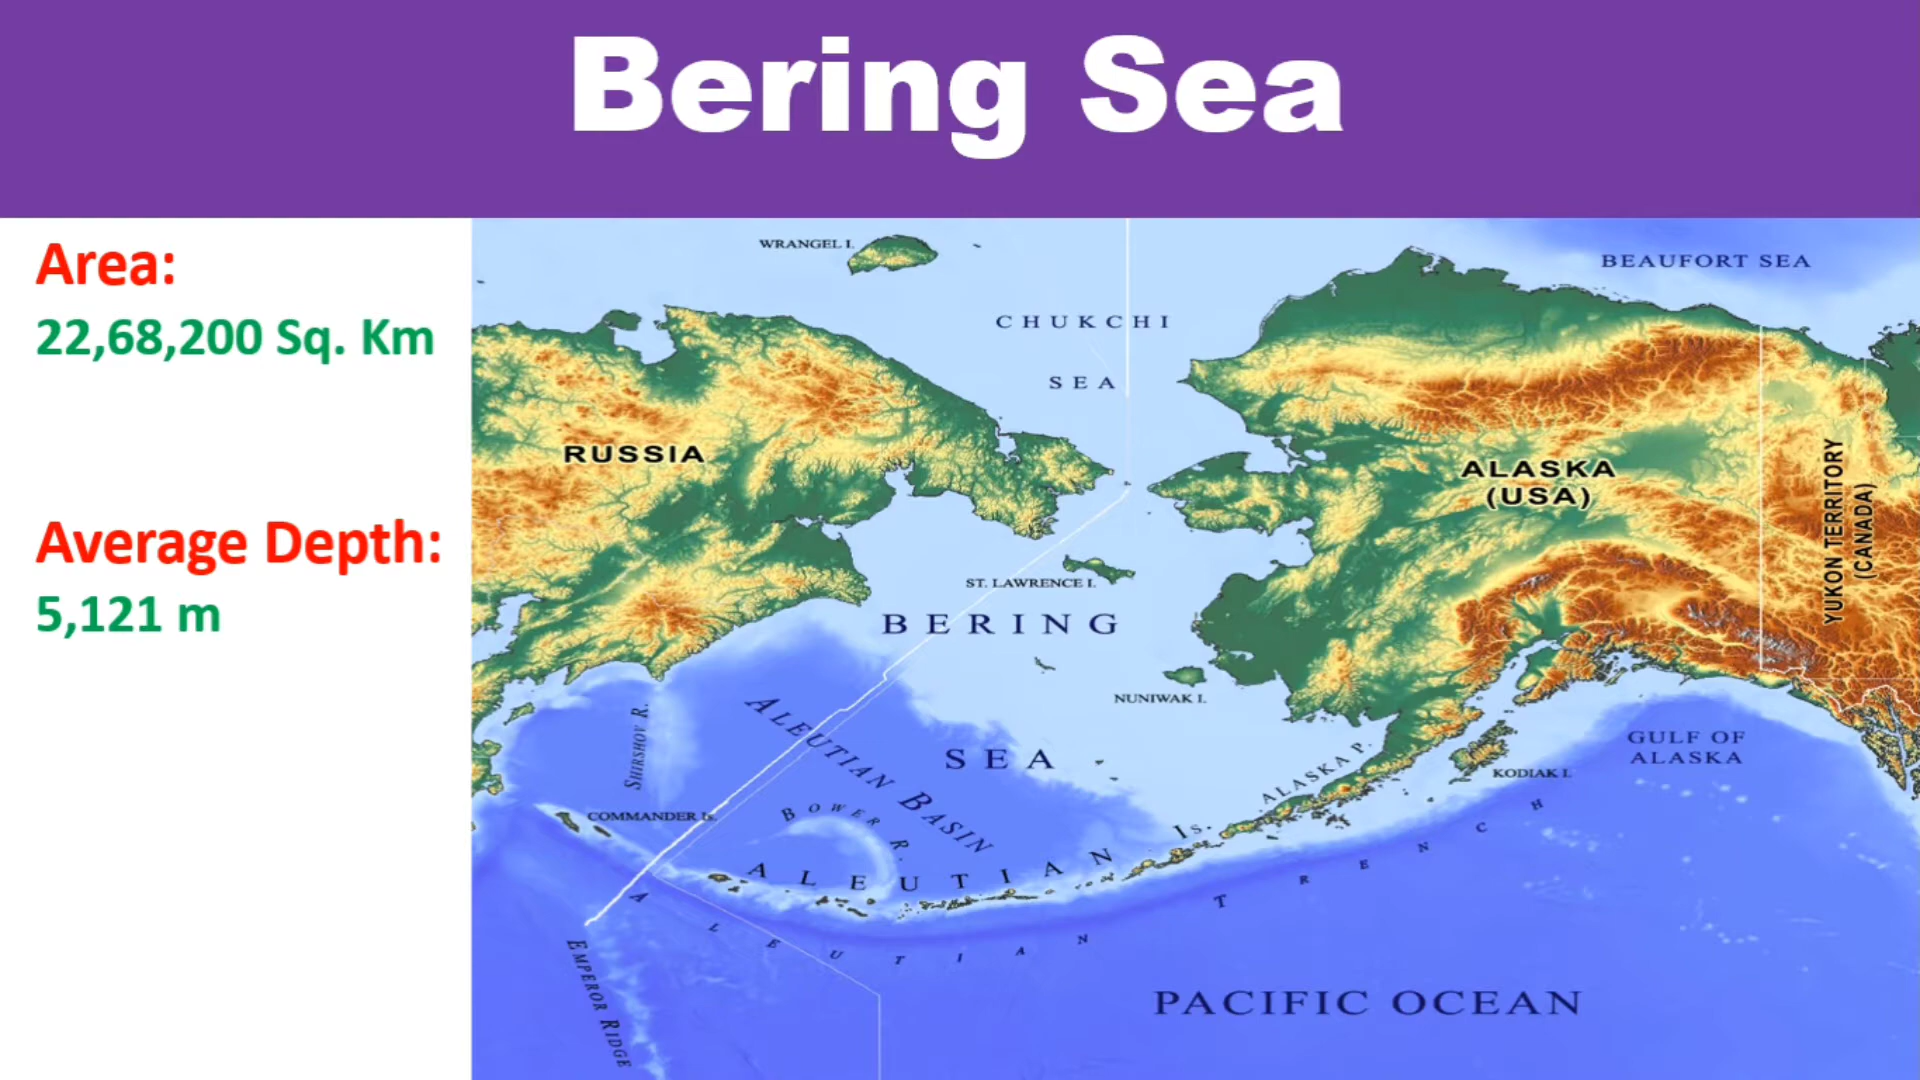 Bering Sea
Area:
22,68,200 Sq. Km
Average Depth:
5,121 m
WRANGEL I.
BEAUFORT SEA
CHUKCHI
SEA
RUSSIA
ALASKA
(USA)
YUKON TERRITORY
(CANADA)
ST. LAWRENCE I.
BERING
NUNIWAK I.
SHIRSHOV R.
ALEUTIAN BASIN
SEA
GULF OF
ALASKA
KODIAK I.
ALASKA P.
COMMANDER Is.
BOWER R.
ALEUTIAN Is.
ALEUTIAN TRENCH
EMPEROR RIDGE
PACIFIC OCEAN